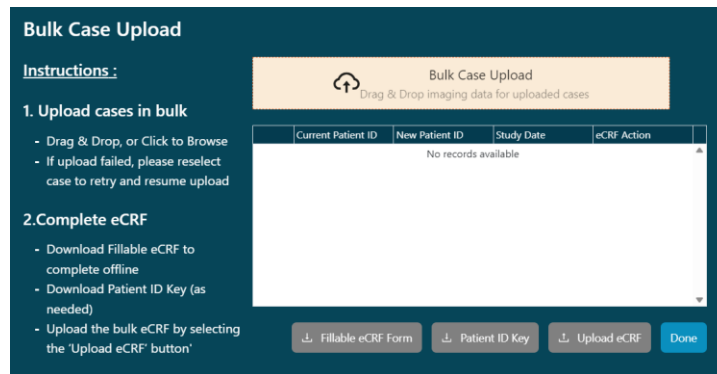 Bulk Case Upload
Instructions :
1. Upload cases in bulk
- Drag & Drop, or Click to Browse
- If upload failed, please reselect
case to retry and resume upload
2.Complete eCRF
- Download Fillable eCRF to
complete offline
- Download Patient ID Key (as
needed)
- Upload the bulk eCRF by selecting
the 'Upload eCRF' button'
Bulk Case Upload
Drag & Drop imaging data for uploaded cases
Current Patient ID New Patient ID Study Date eCRF Action
No records available
Fillable eCRF Form Patient ID Key Upload eCRF Done